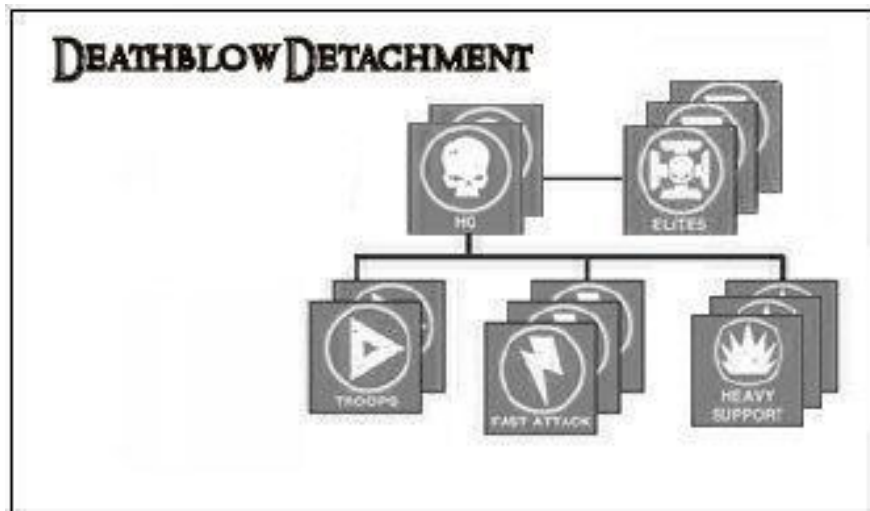 DEATHBLOW DETACHMENT
HQ
ELITES
TROOPS
FAST ATTACK
HEAVY
SUPPORT